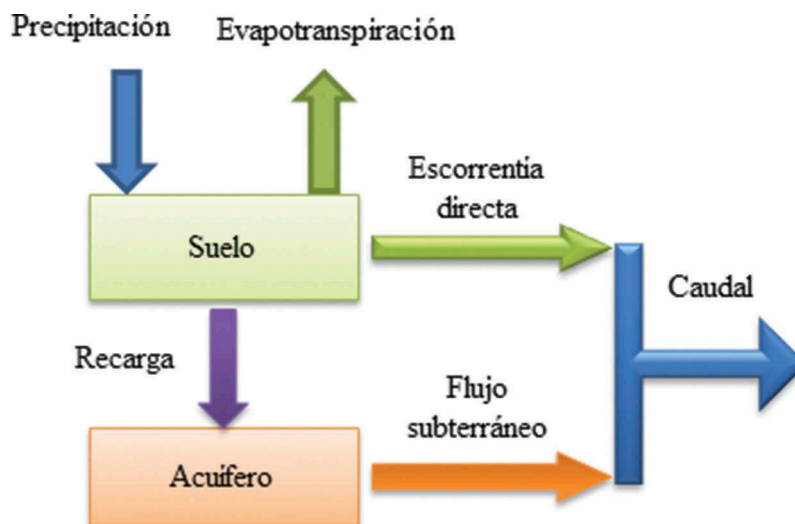 Precipitación
Evapotranspiración
Escorrentía
directa
Suelo
Caudal
Recarga
Flujo
subterráneo
Acuífero